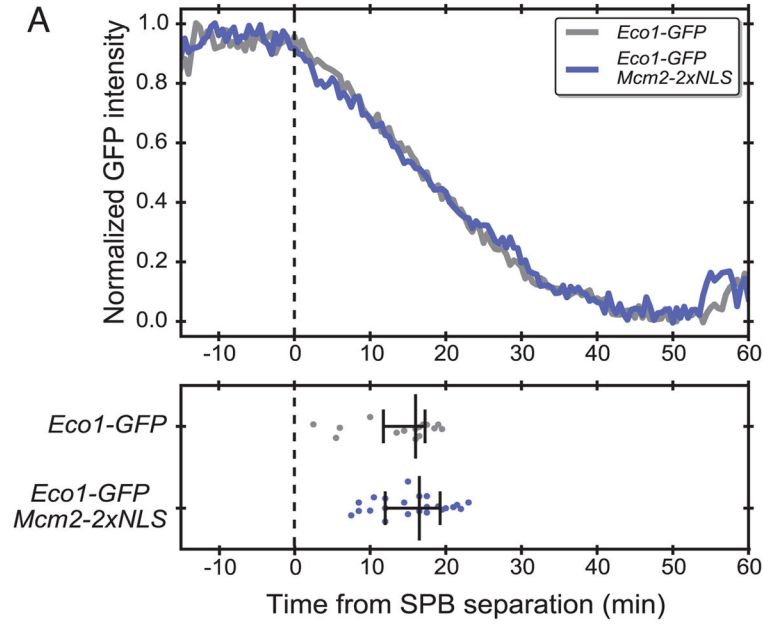 A
Normalized GFP intensity
1.0
0.8
0.6
0.4
0.2
0.0
Eco1-GFP
Eco1-GFP
Mcm2-2xNLS
-10 0 10 20 30 40 50 60
Eco1-GFP
Eco1-GFP
Mcm2-2xNLS
-10 0 10 20 30 40 50 60
Time from SPB separation (min)